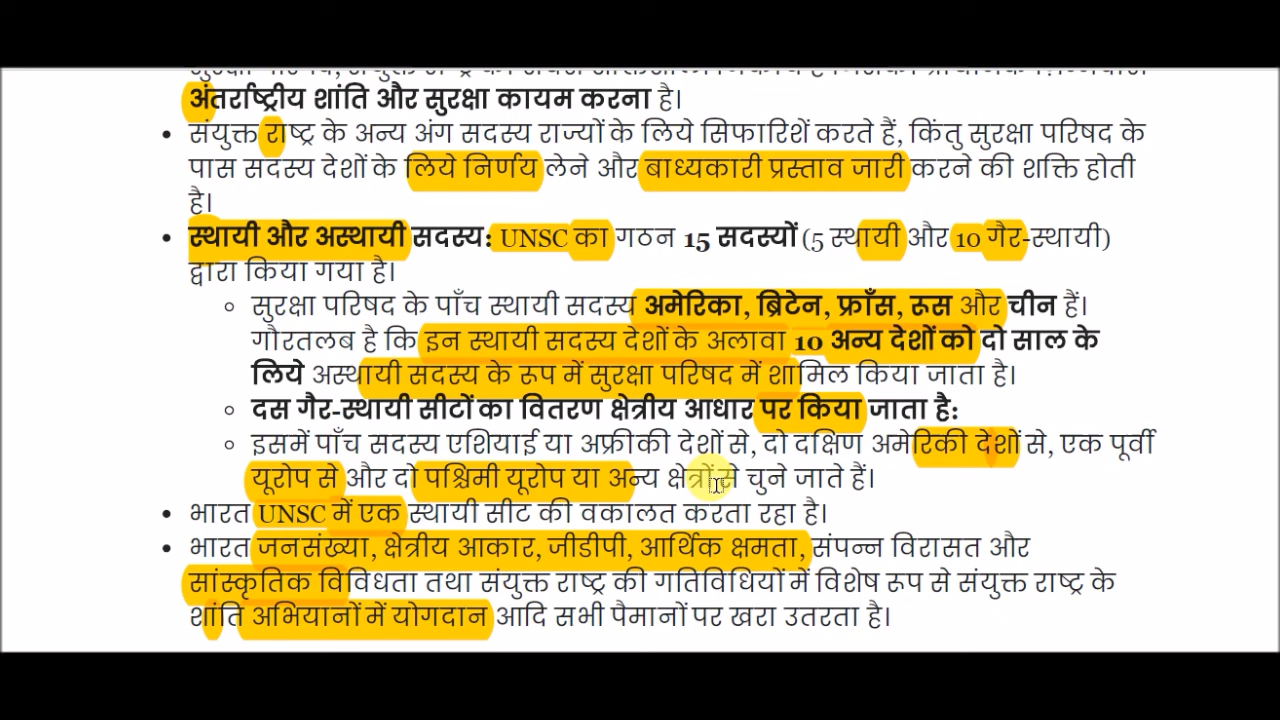 अंतर्राष्ट्रीय शांति और सुरक्षा कायम करना है।
• संयुक्त राष्ट्र के अन्य अंग सदस्य राज्यों के लिये सिफारिशें करते हैं, किंतु सुरक्षा परिषद के
पास सदस्य देशों के लिये निर्णय लेने और बाध्यकारी प्रस्ताव जारी करने की शक्ति होती
है।
• स्थायी और अस्थायी सदस्य: UNSC का गठन 15 सदस्यों (5 स्थायी और 10 गैर-स्थायी)
द्वारा किया गया है।
○ सुरक्षा परिषद के पाँच स्थायी सदस्य अमेरिका, ब्रिटेन, फ्राँस, रूस और चीन हैं।
गौरतलब है कि इन स्थायी सदस्य देशों के अलावा 10 अन्य देशों को दो साल के
लिये अस्थायी सदस्य के रूप में सुरक्षा परिषद में शामिल किया जाता है।
○ दस गैर-स्थायी सीटों का वितरण क्षेत्रीय आधार पर किया जाता है:
○ इसमें पाँच सदस्य एशियाई या अफ्रीकी देशों से, दो दक्षिण अमेरिकी देशों से, एक पूर्वी
यूरोप से और दो पश्चिमी यूरोप या अन्य क्षेत्रों से चुने जाते हैं।
• भारत UNSC में एक स्थायी सीट की वकालत करता रहा है।
• भारत जनसंख्या, क्षेत्रीय आकार, जीडीपी, आर्थिक क्षमता, संपन्न विरासत और
सांस्कृतिक विविधता तथा संयुक्त राष्ट्र की गतिविधियों में विशेष रूप से संयुक्त राष्ट्र के
शांति अभियानों में योगदान आदि सभी पैमानों पर खरा उतरता है।